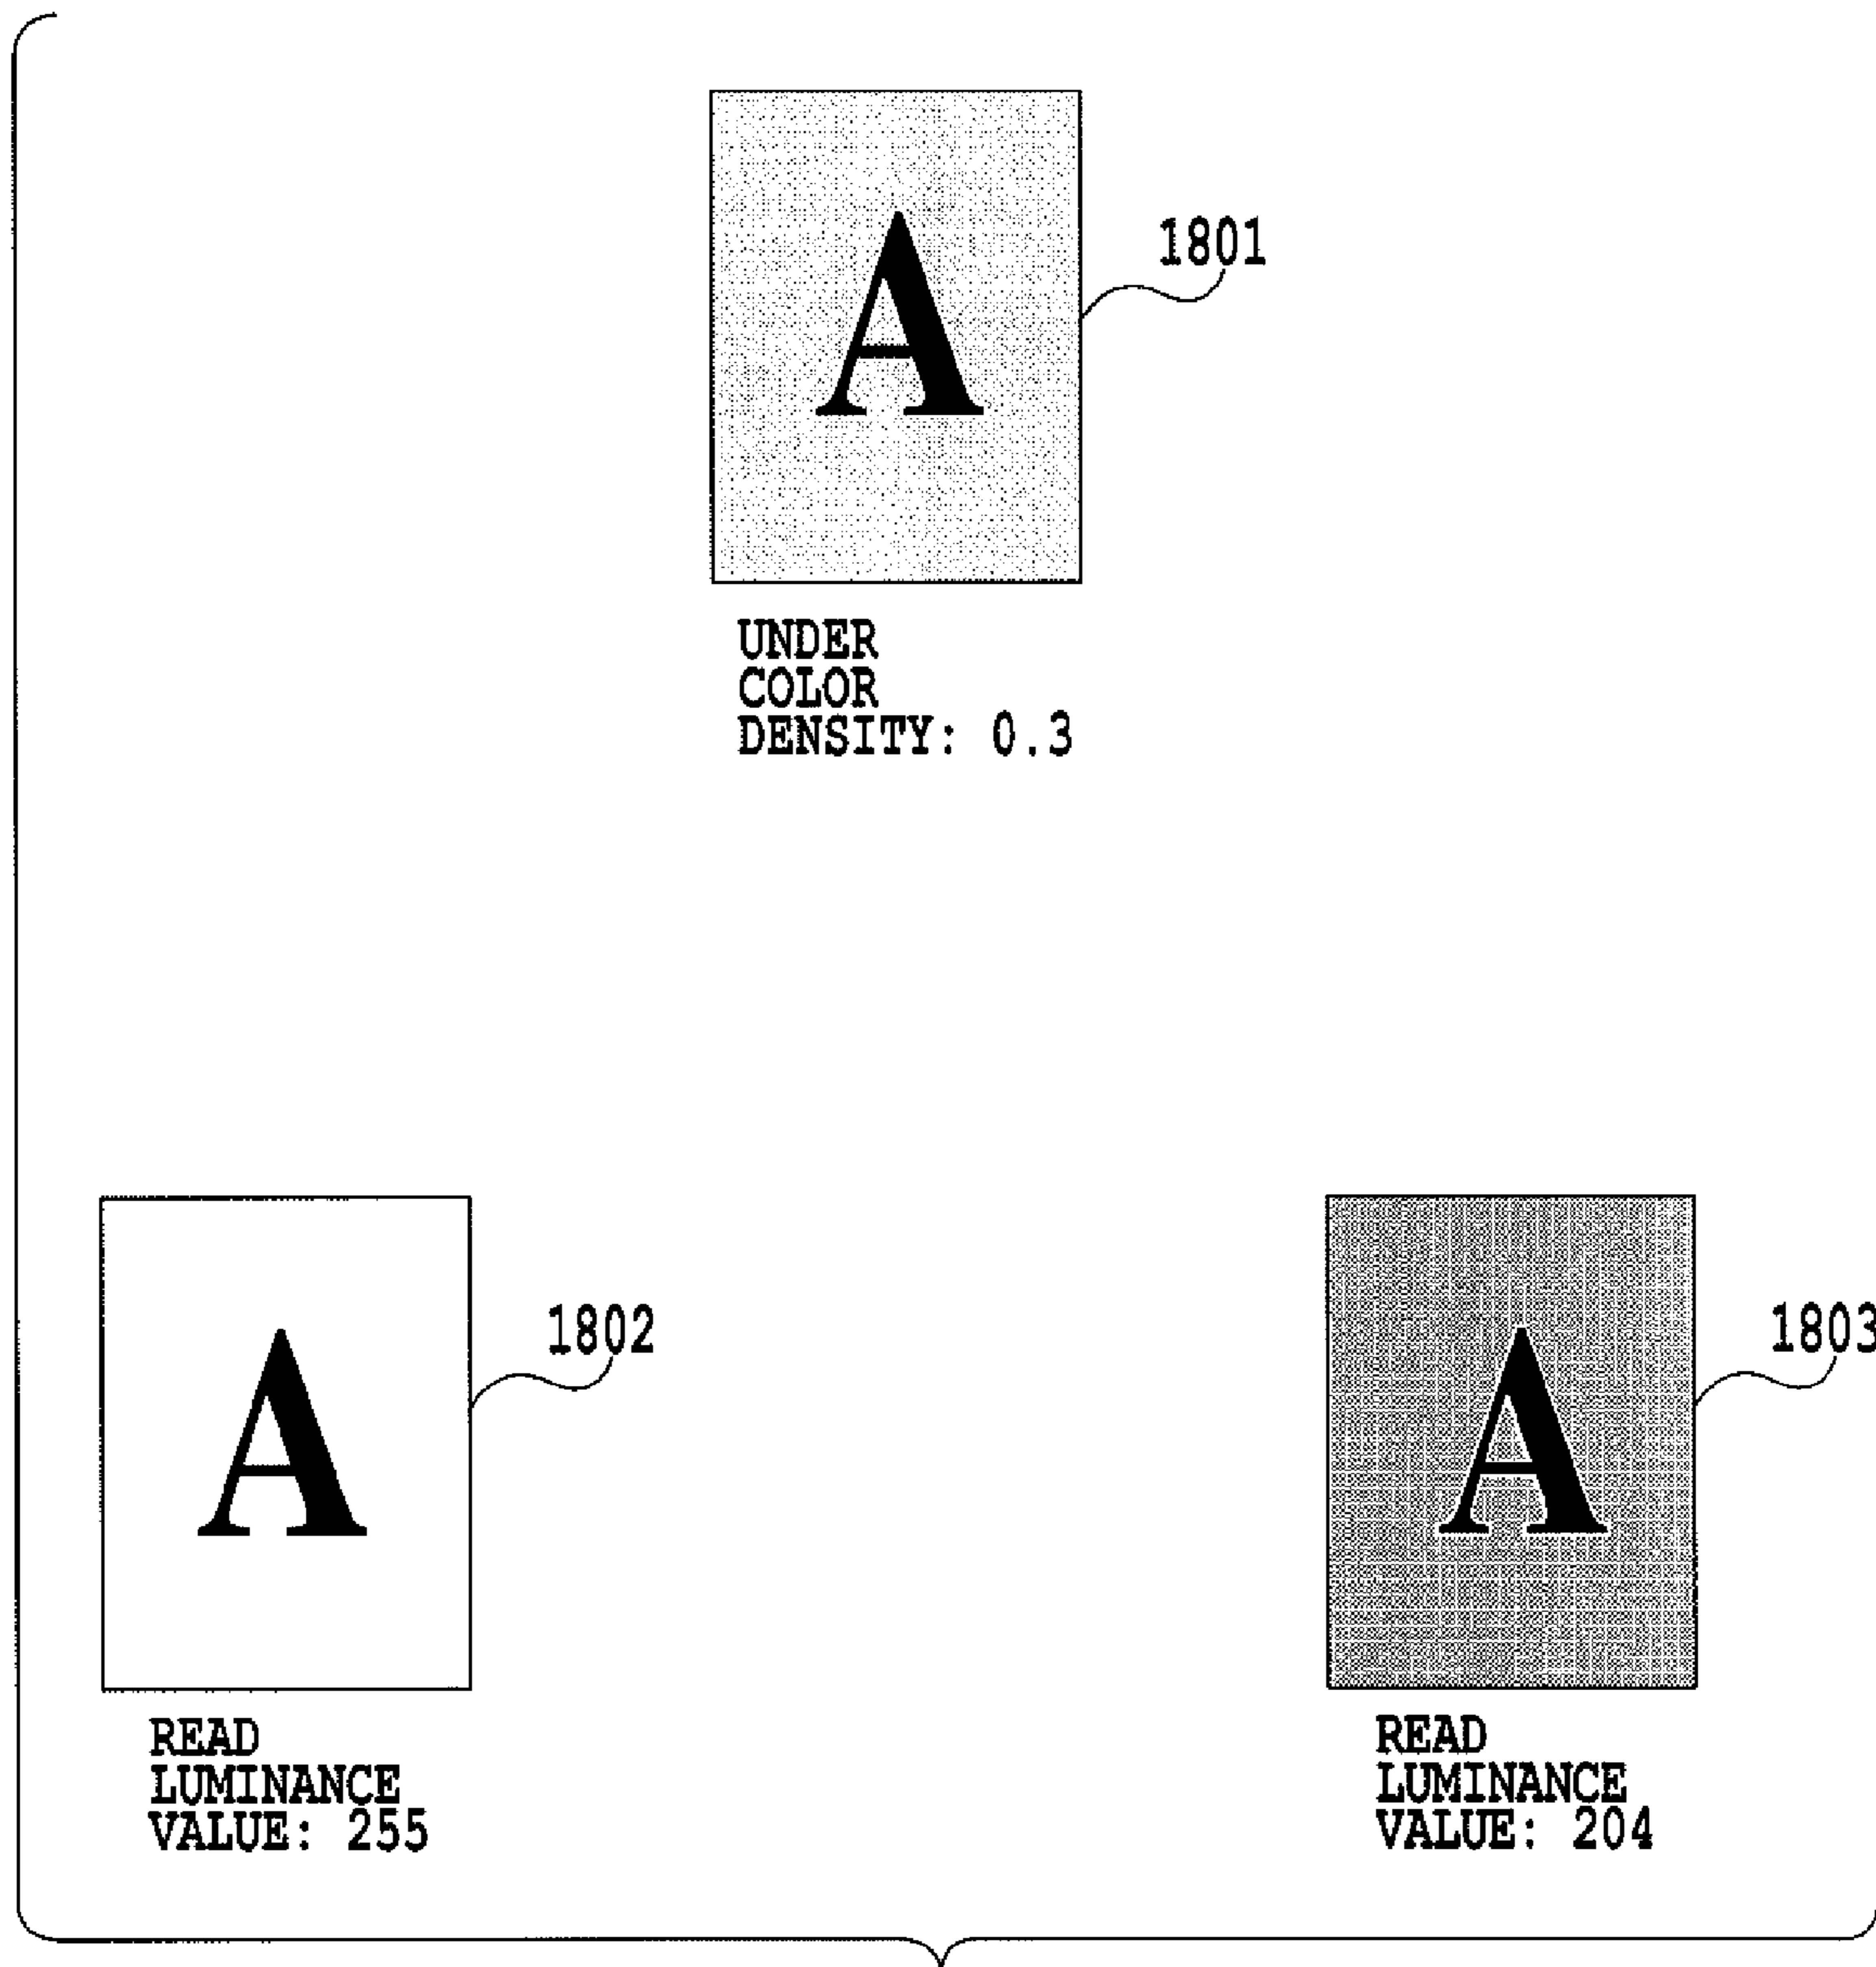 A
1801
UNDER
COLOR
DENSITY: 0.3
A
1802
READ
LUMINANCE
VALUE: 255
A
1803
READ
LUMINANCE
VALUE: 204